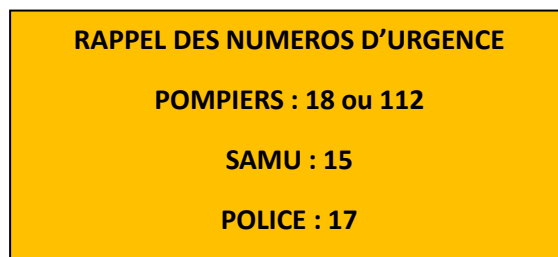 RAPPEL DES NUMEROS D’URGENCE
POMPIERS : 18 ou 112
SAMU : 15
POLICE : 17